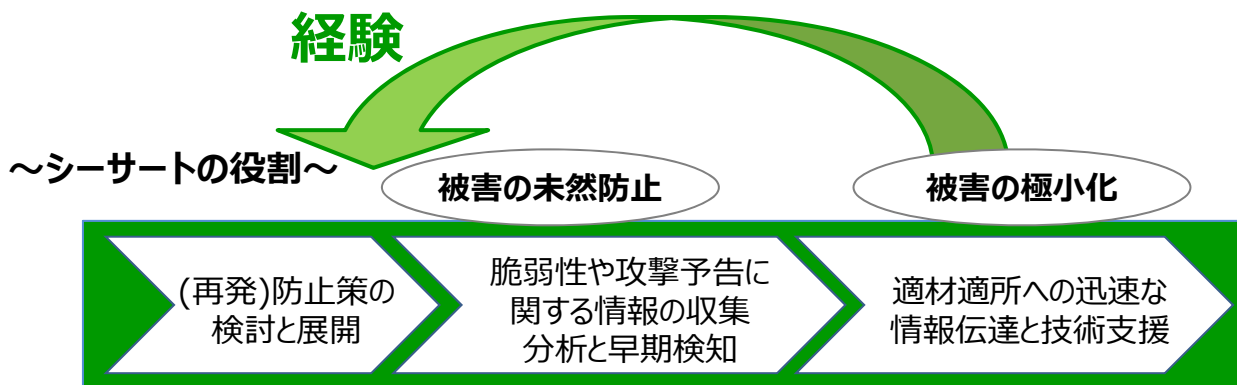 経験
～シーサートの役割～
被害の未然防止
被害の極小化
(再発)防止策の
検討と展開
脆弱性や攻撃予告に
関する情報の収集
分析と早期検知
適材適所への迅速な
情報伝達と技術支援